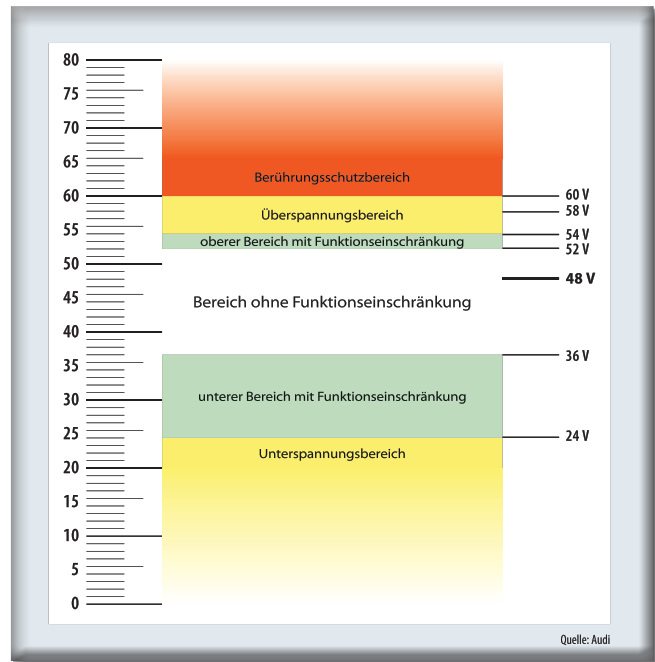 80
75
70
65
60
55
50
45
40
35
30
25
20
15
10
5
0
Berührungsschutzbereich
Überspannungsbereich
oberer Bereich mit Funktionseinschränkung
Bereich ohne Funktionseinschränkung
unterer Bereich mit Funktionseinschränkung
Unterspannungsbereich
60 V
58 V
54 V
52 V
48 V
36 V
24 V
Quelle: Audi